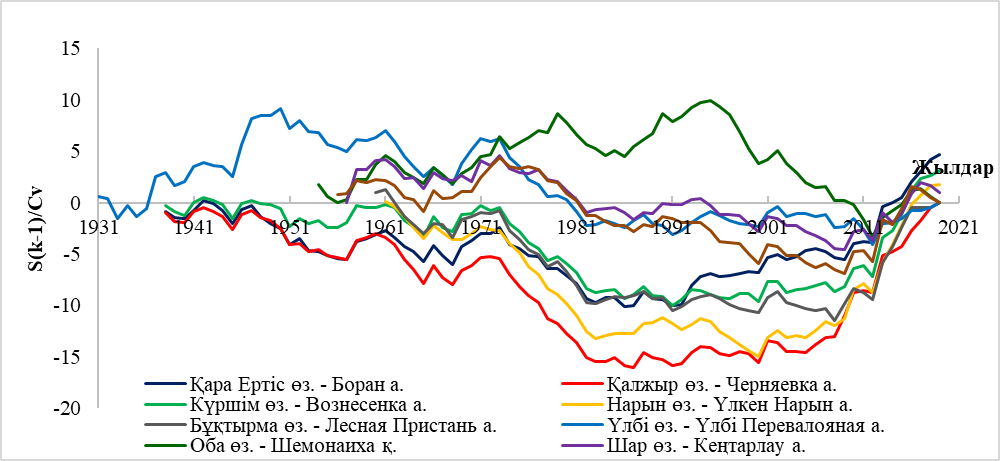 15
10
5
0
-5
-10
-15
-20
S(k-1)/Cv
1931 1941 1951 1961 1971 1981 1991 2001 2011 2021
Жылдар
Қара Ертіс өз. - Боран а. Қалжыр өз. - Черняевка а.
Күршім өз. - Вознесенка а. Нарын өз. - Үлкен Нарын а.
Бұқтырма өз. - Лесная Пристань а. Үлбі өз. - Үлбі Перевалояная а.
Оба өз. - Шемонаиха қ. Шар өз. - Кеңтарлау а.